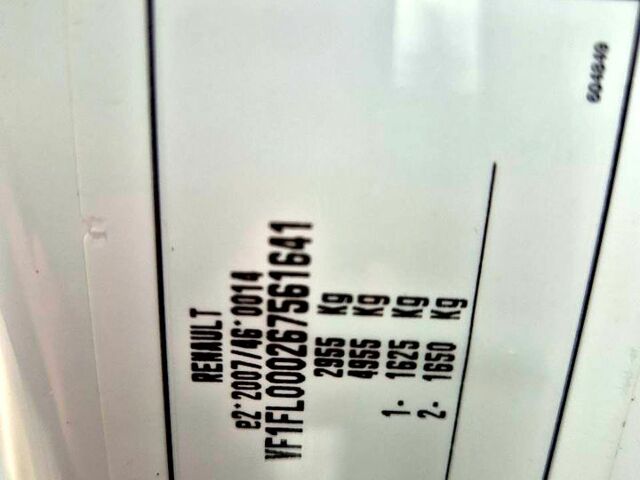 RENAULT
e2*2007/46*0014
VF1FL000267561641
2955 Kg
4955 Kg
1- 1625 Kg
2- 1650 Kg
604849